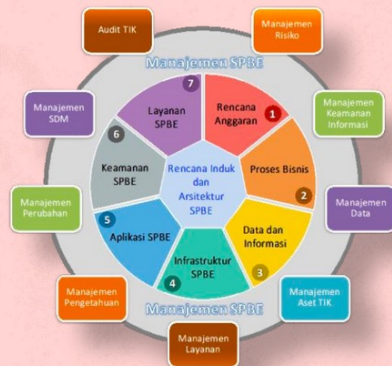 Audit TIK
Manajemen
Risiko
Manajemen SPBE
Manajemen
SDM
7
Layanan
SPBE
Rencana
Anggaran
1
Manajemen
Keamanan
Informasi
6
Keamanan
SPBE
Rencana Induk
dan
Arsitektur
SPBE
Proses Bisnis
2
Manajemen
Perubahan
5
Aplikasi SPBE
Data dan
Informasi
3
Manajemen
Data
Infrastruktur
SPBE
4
Manajemen
Pengetahuan
Manajemen SPBE
Manajemen
Aset TIK
Manajemen
Layanan